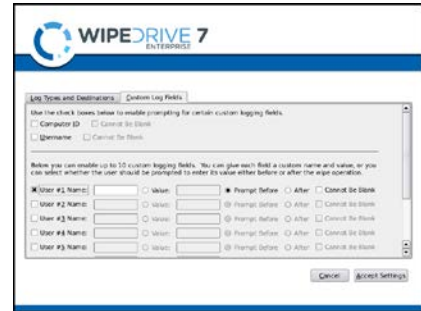 WIPEDRIVE 7
ENTERPRISE
Log Types and Destinations Custom Log Fields
Use the check boxes below to enable prompting for certain custom logging fields.
Computer ID Cannot Be Blank
Username Cannot Be Blank
Below you can enable up to 10 custom logging fields. You can give each field a custom name and value, or you
can select whether the user should be prompted to enter its value either before or after the wipe operation.
User #1 Name: Value: Prompt Before After Cannot Be Blank
User #2 Name: Value: Prompt Before After Cannot Be Blank
User #3 Name: Value: Prompt Before After Cannot Be Blank
User #4 Name: Value: Prompt Before After Cannot Be Blank
User #5 Name: Value: Prompt Before After Cannot Be Blank
Cancel Accept Settings